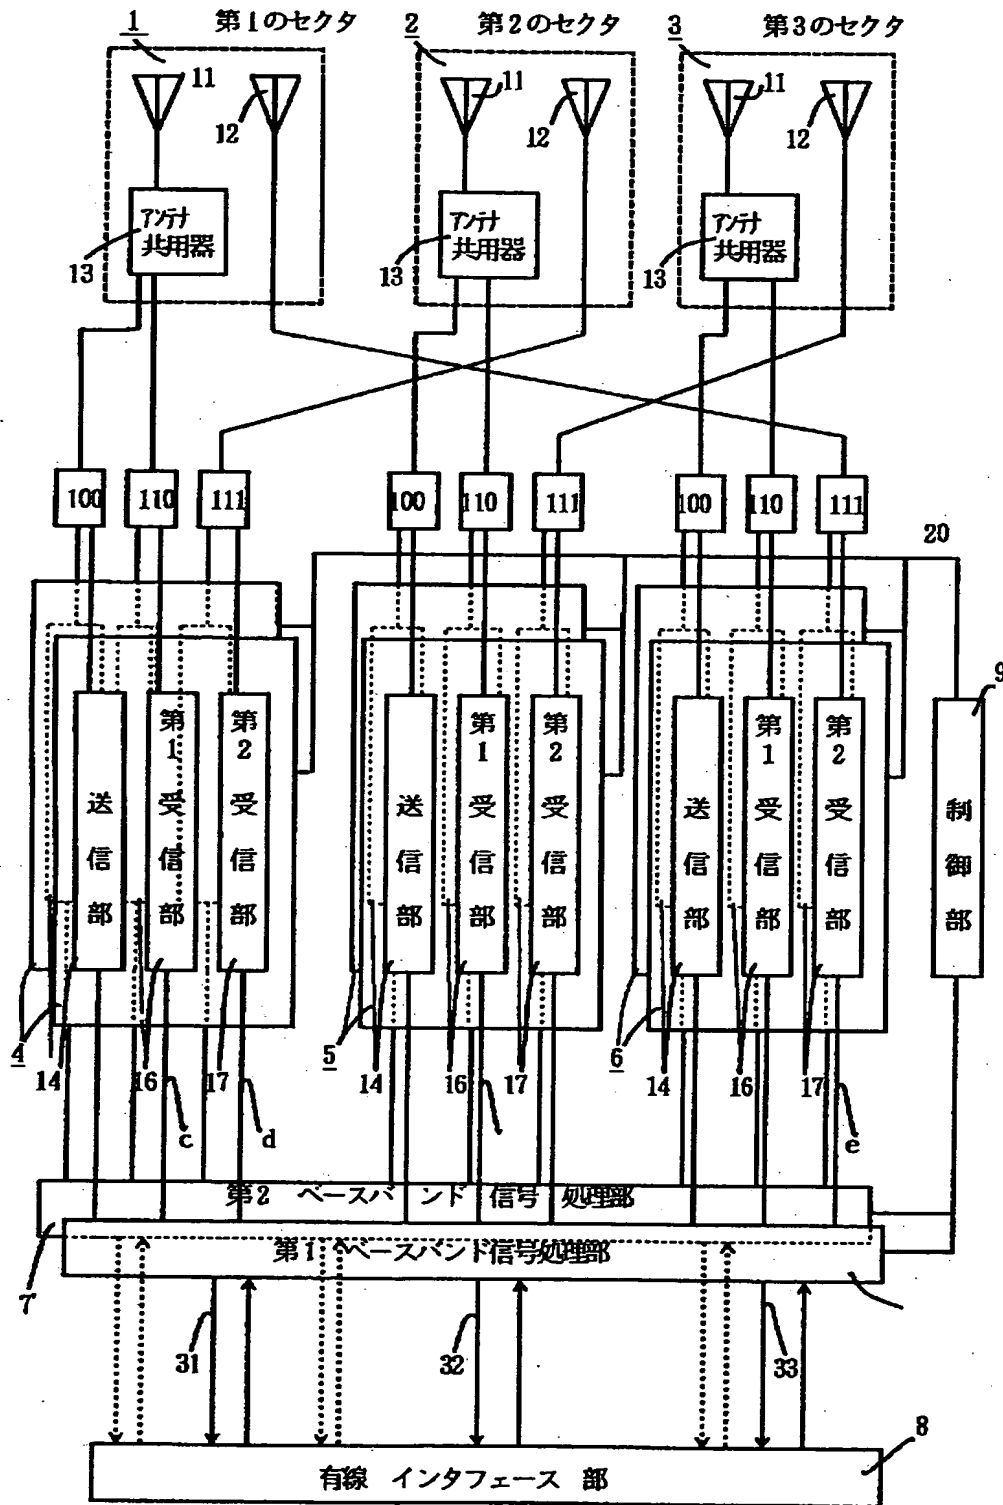 1 第1のセクタ 2 第2のセクタ 3 第3のセクタ
11 12 11 12 11 12
アンテナ
共用器
アンテナ
共用器
アンテナ
共用器
13 13 13
100 110 111 100 110 111 100 110 111
20
9
送信部
第1受信部
第2受信部
送信部
第1受信部
第2受信部
送信部
第1受信部
第2受信部
制御部
4 5 6
14 16 17 14 16 17 14 16 17
c d e
第2 ベースバンド 信号 処理部
第1 ベースバンド信号処理部
7
31 32 33
8
有線 インタフェース 部